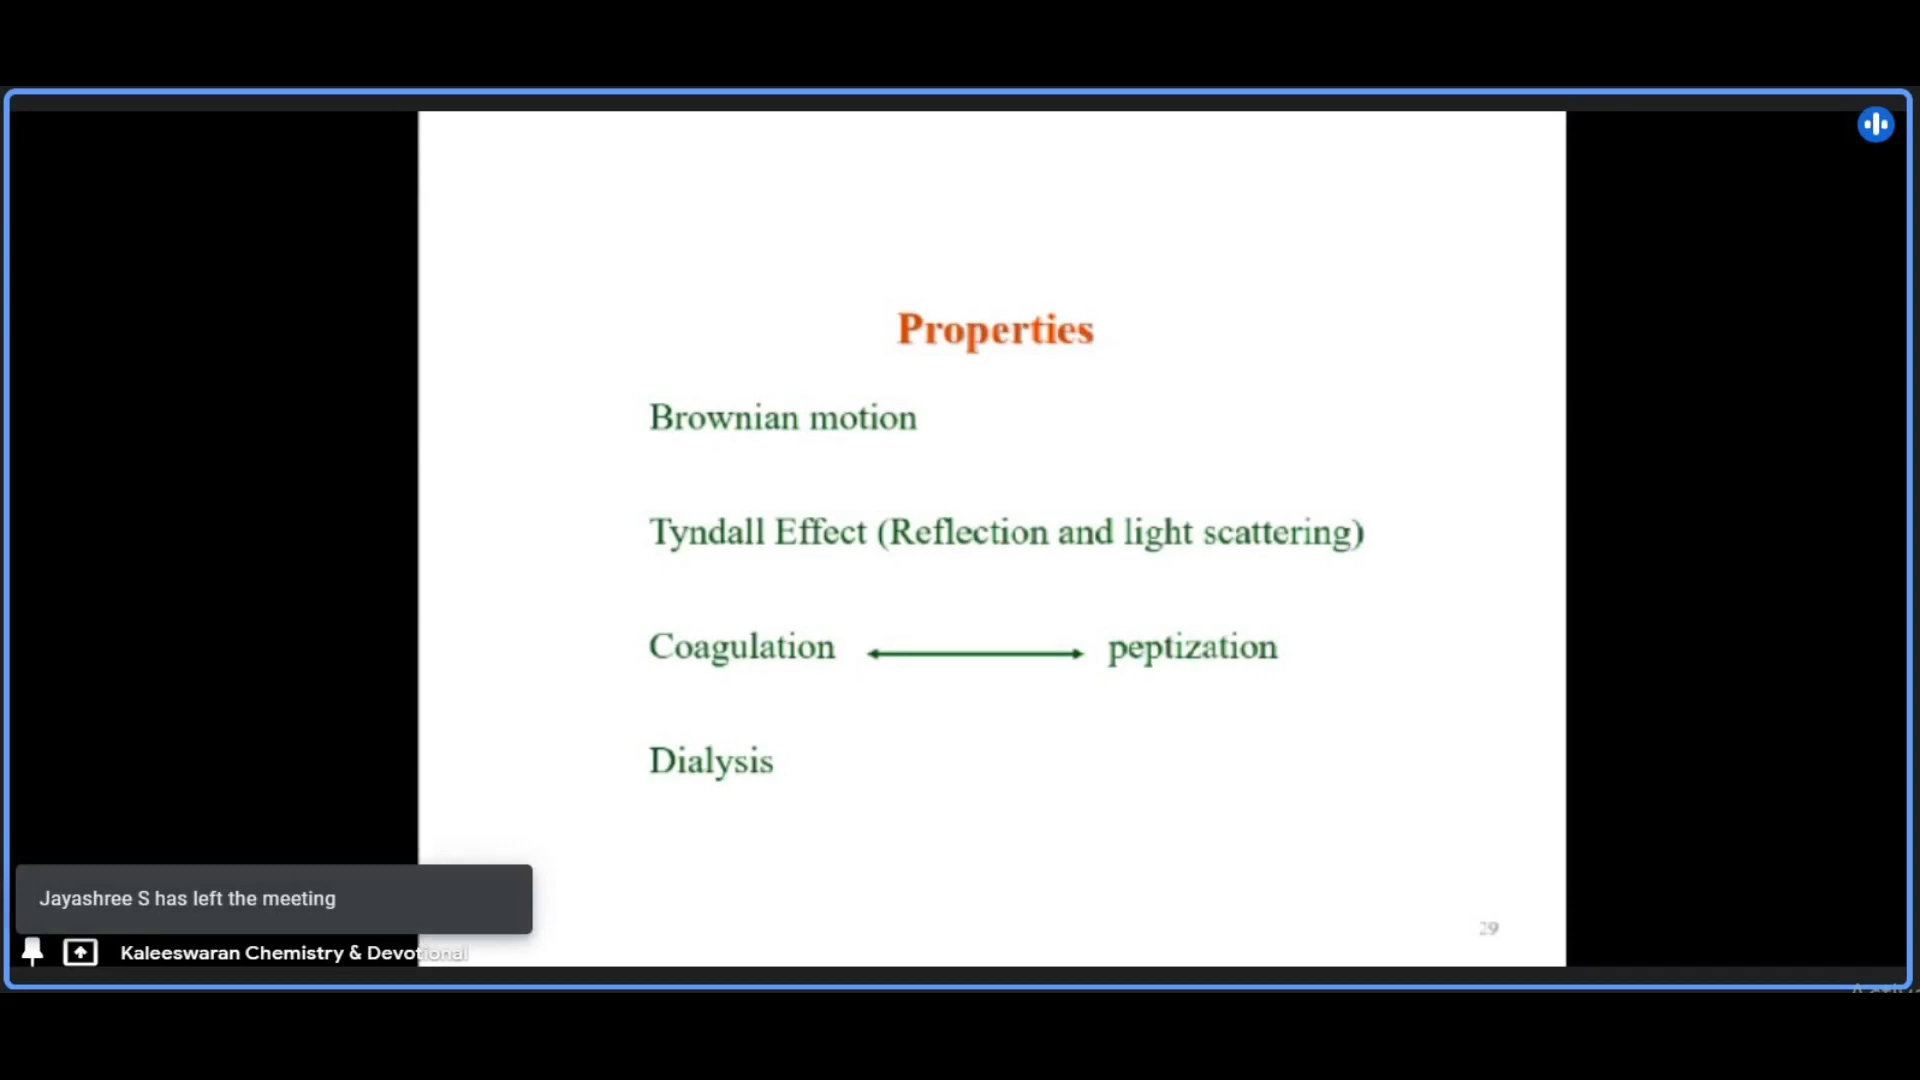 Properties
Brownian motion
Tyndall Effect (Reflection and light scattering)
Coagulation peptization
Dialysis
29
Jayashree S has left the meeting
Kaleeswaran Chemistry & Devotional